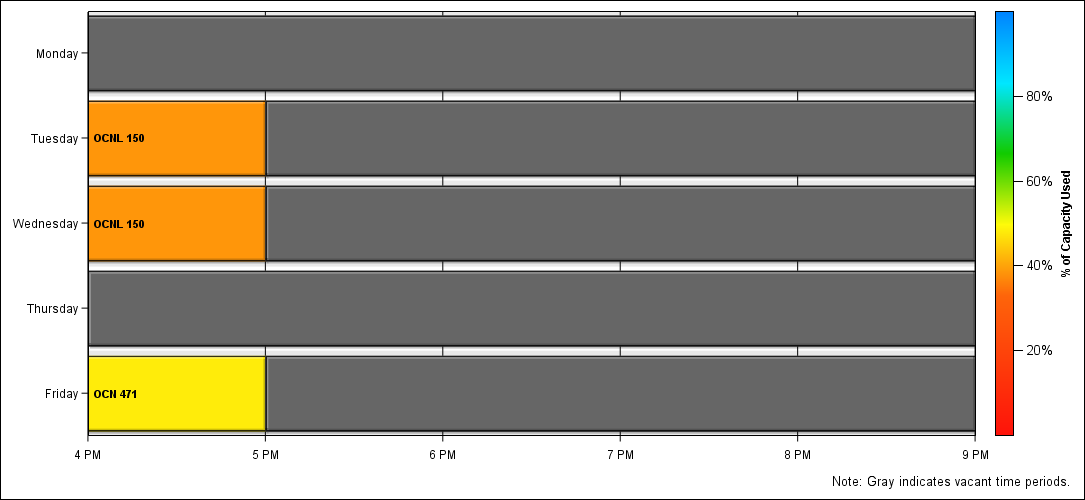 Monday
Tuesday
OCNL 150
Wednesday
OCNL 150
Thursday
Friday
OCN 471
4 PM
5 PM
6 PM
7 PM
8 PM
9 PM
80%
60%
40%
20%
% of Capacity Used
Note: Gray indicates vacant time periods.